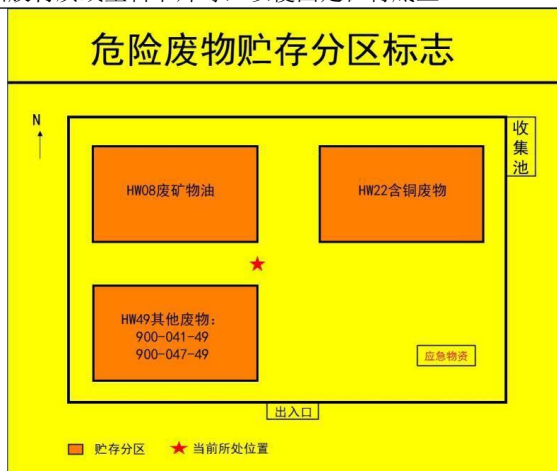 危险废物贮存分区标志
N
收集池
HW08废矿物油
HW22含铜废物
HW49其他废物：
900-041-49
900-047-49
应急物资
出入口
贮存分区
当前所处位置